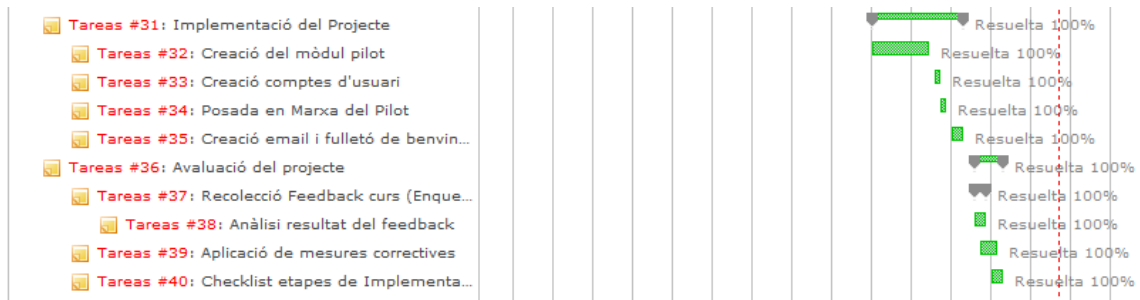 Tareas #31: Implementació del Projecte Resuelta 100%
Tareas #32: Creació del mòdul pilot Resuelta 100%
Tareas #33: Creació comptes d'usuari Resuelta 100%
Tareas #34: Posada en Marxa del Pilot Resuelta 100%
Tareas #35: Creació email i fulletó de benvin... Resuelta 100%
Tareas #36: Avaluació del projecte Resuelta 100%
Tareas #37: Recolecció Feedback curs (Enque... Resuelta 100%
Tareas #38: Anàlisi resultat del feedback Resuelta 100%
Tareas #39: Aplicació de mesures correctives Resuelta 100%
Tareas #40: Checklist etapes de Implementa... Resuelta 100%